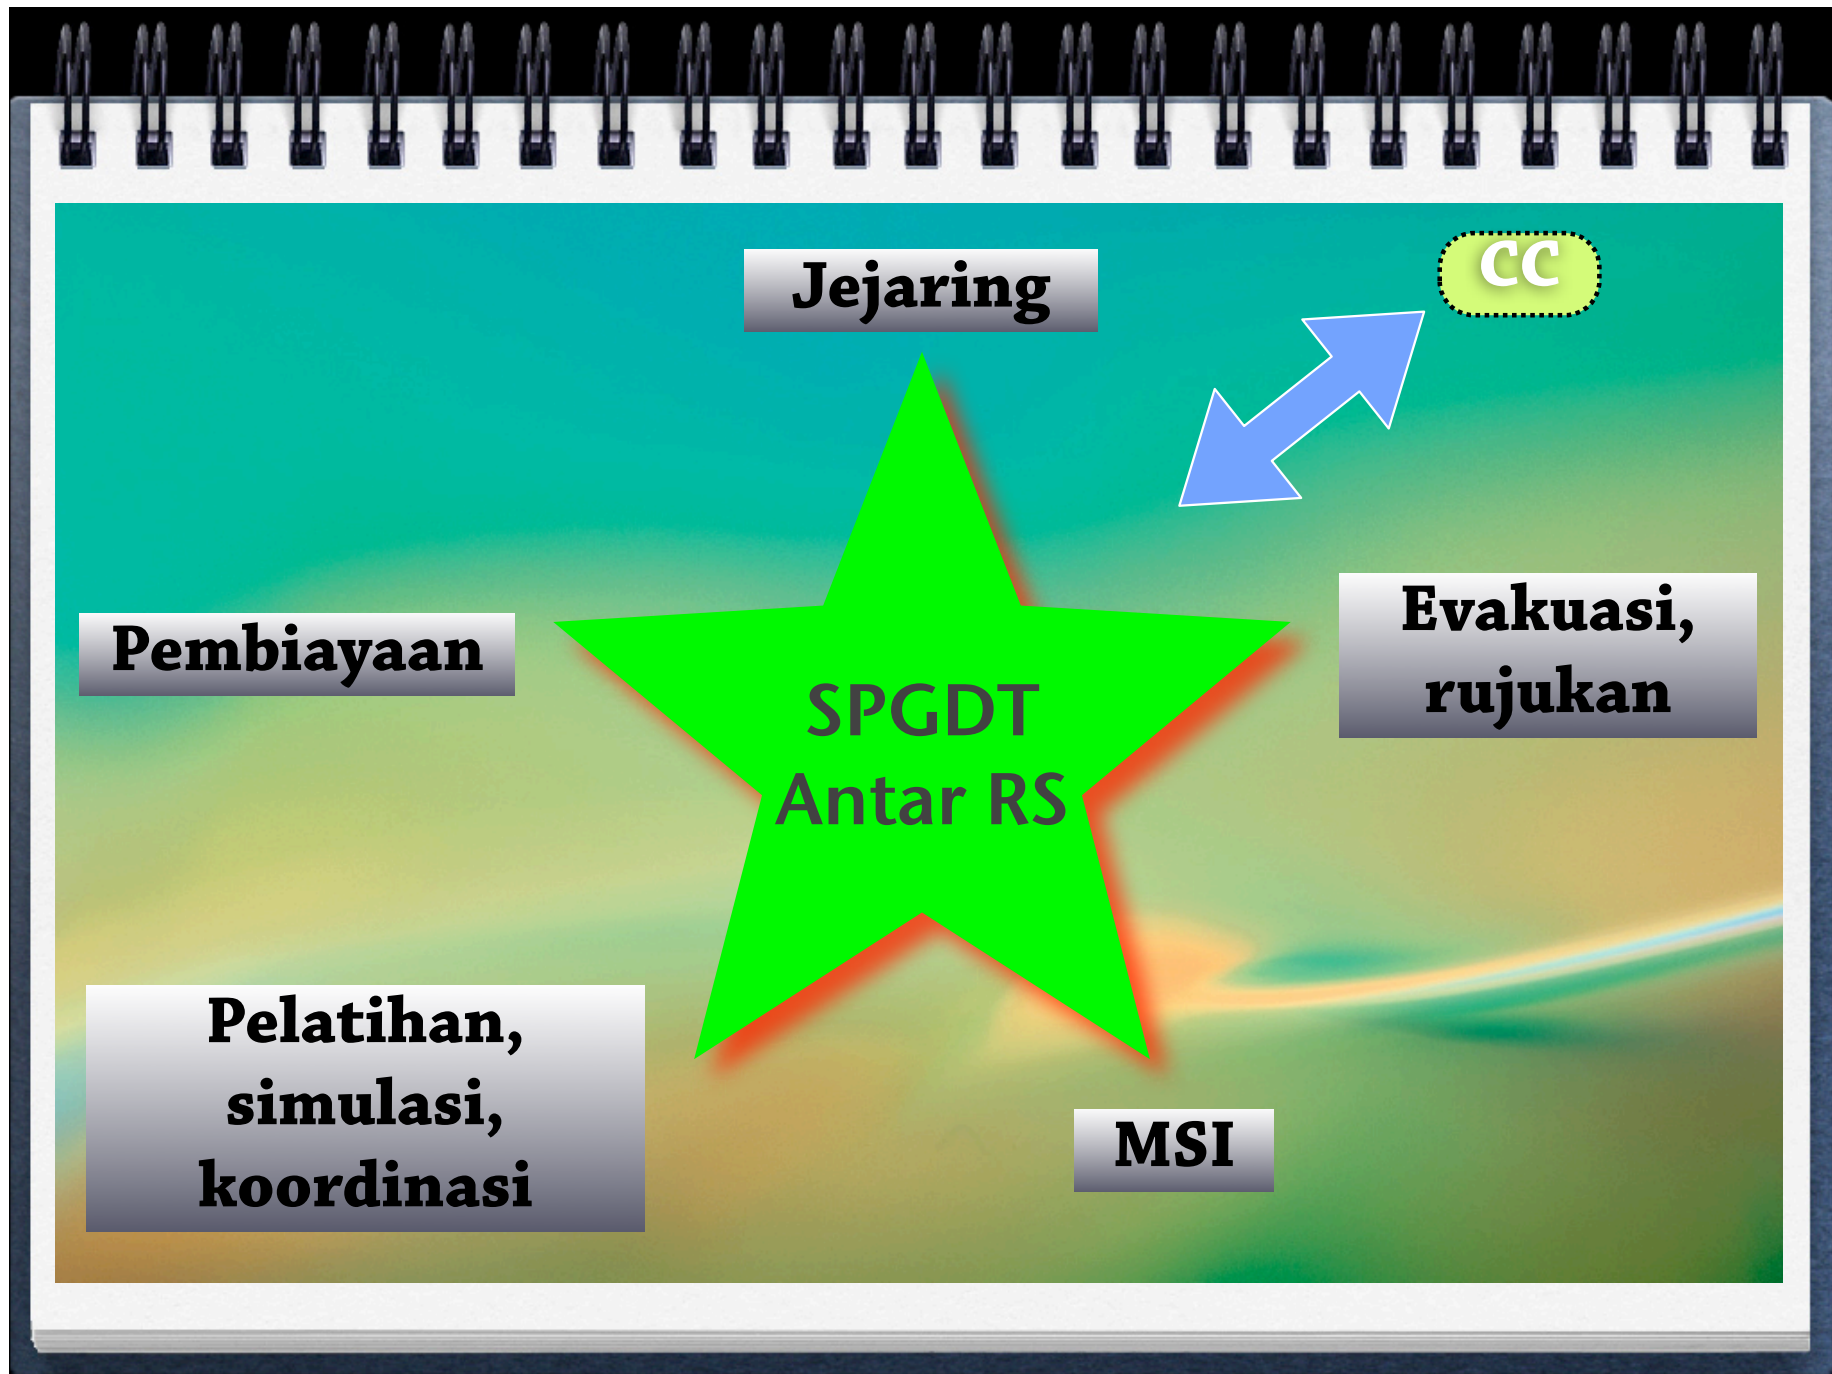 Jejaring
CC
Evakuasi,
rujukan
Pembiayaan
SPGDT
Antar RS
Pelatihan,
simulasi,
koordinasi
MSI